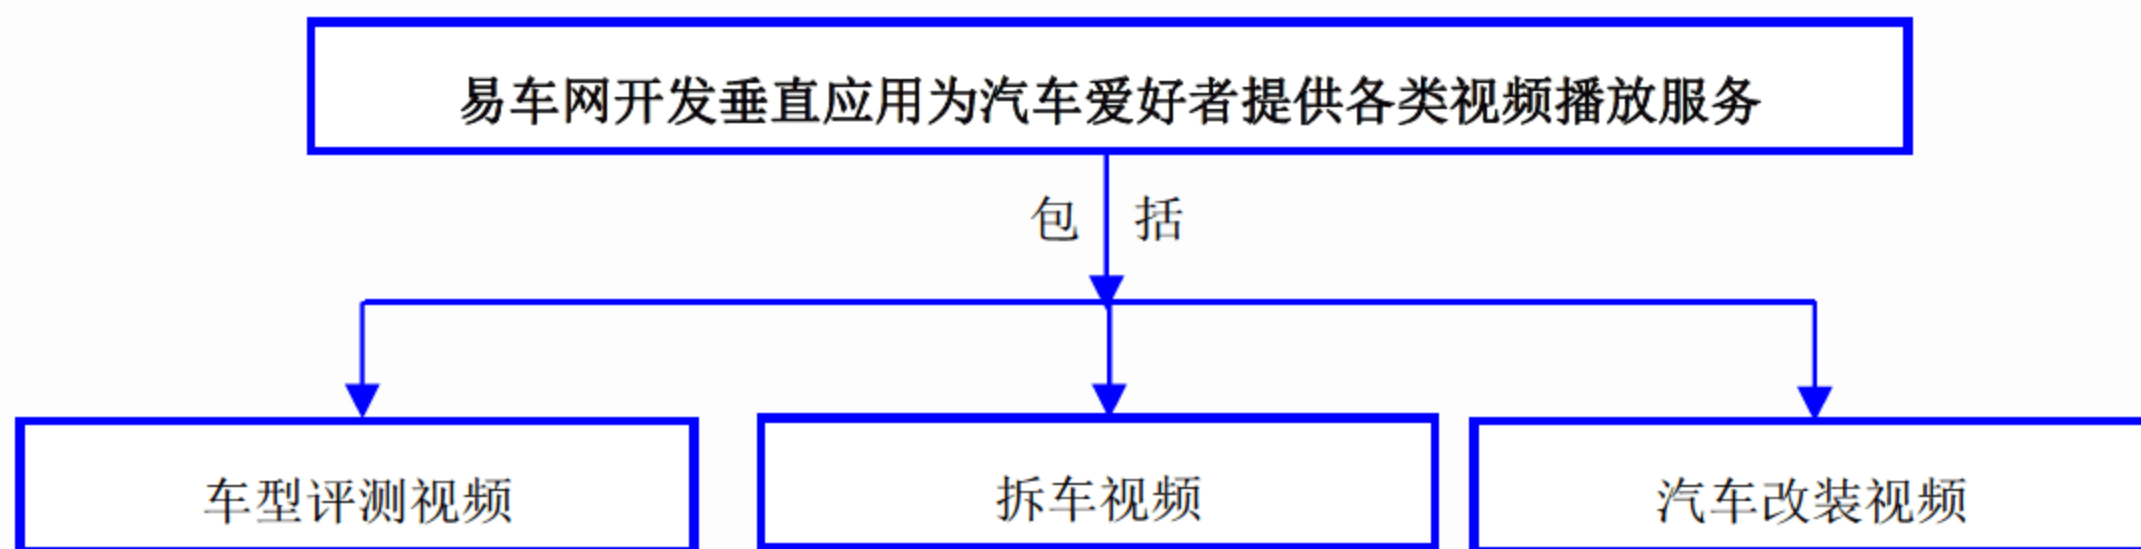 易车网开发垂直应用为汽车爱好者提供各类视频播放服务
包 括
车型评测视频
拆车视频
汽车改装视频